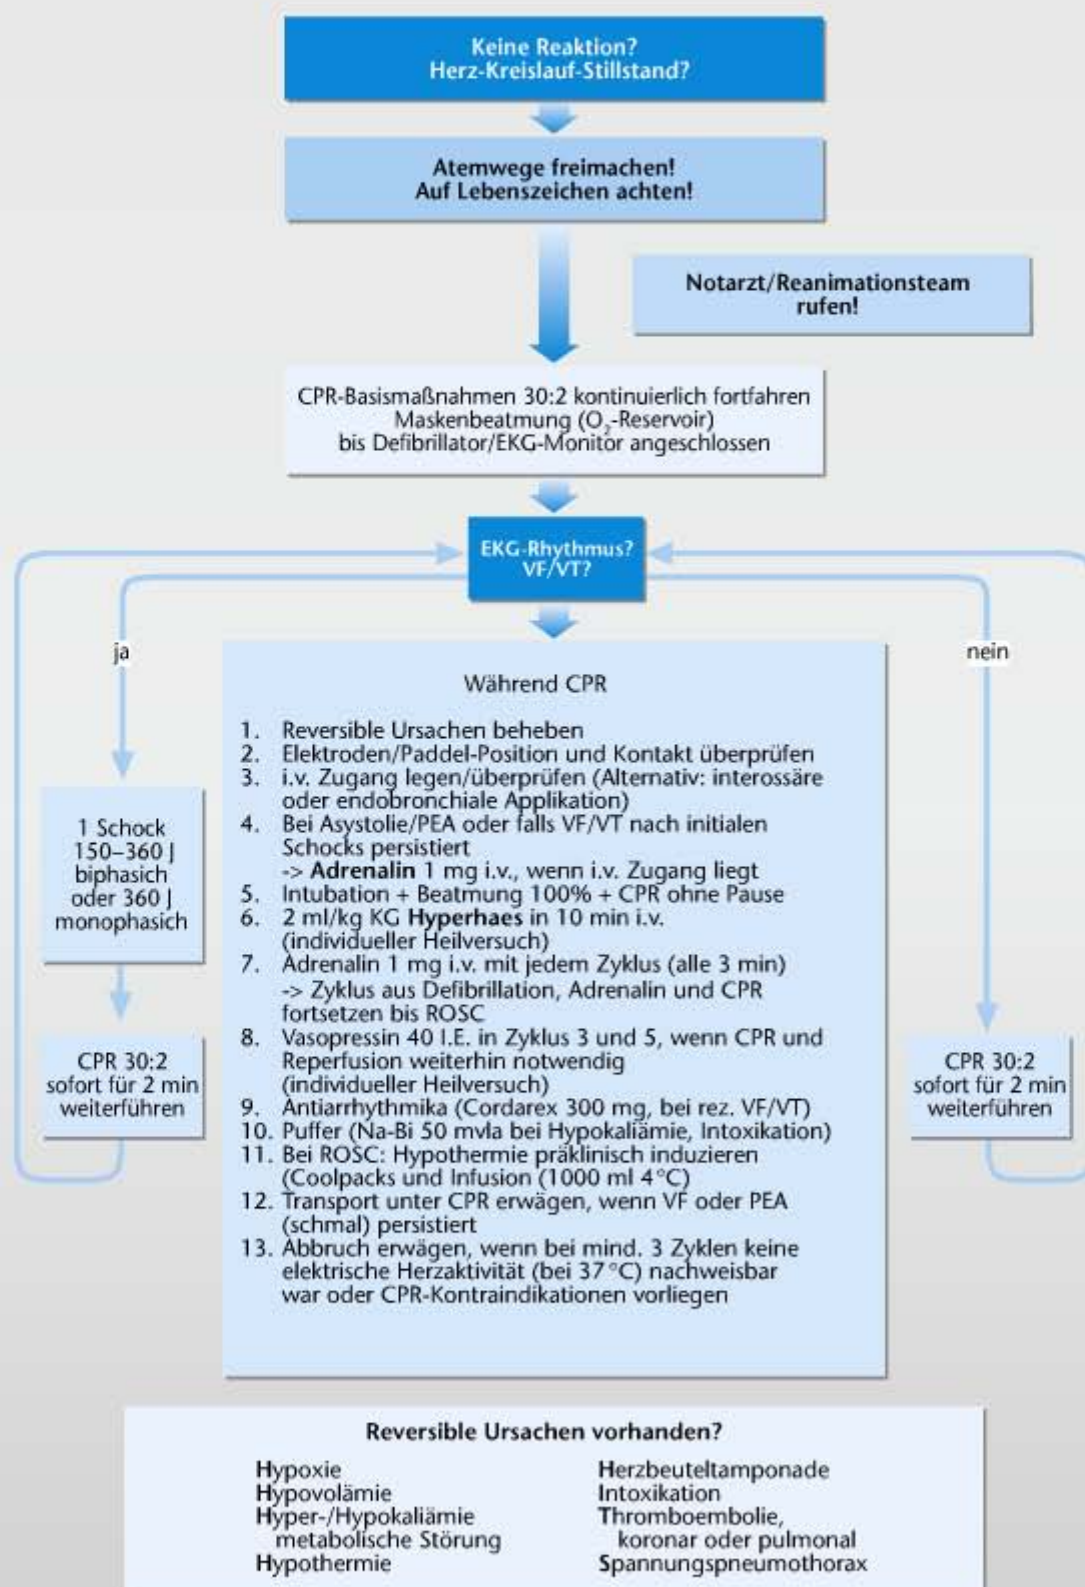 Keine Reaktion?
Herz-Kreislauf-Stillstand?
Atemwege freimachen!
Auf Lebenszeichen achten!
Notarzt/Reanimationsteam
rufen!
CPR-Basismaßnahmen 30:2 kontinuierlich fortfahren
Maskenbeatmung (O₂-Reservoir)
bis Defibrillator/EKG-Monitor angeschlossen
EKG-Rhythmus?
VF/VT?
ja
nein
1 Schock
150–360 J
biphasich
oder 360 J
monophasich
CPR 30:2
sofort für 2 min
weiterführen
Während CPR
1. Reversible Ursachen beheben
2. Elektroden/Paddel-Position und Kontakt überprüfen
3. i.v. Zugang legen/überprüfen (Alternativ: interossäre
oder endobronchiale Applikation)
4. Bei Asystolie/PEA oder falls VF/VT nach initialen
Schocks persistiert
-> Adrenalin 1 mg i.v., wenn i.v. Zugang liegt
5. Intubation + Beatmung 100% + CPR ohne Pause
6. 2 ml/kg KG Hyperhaes in 10 min i.v.
(individueller Heilversuch)
7. Adrenalin 1 mg i.v. mit jedem Zyklus (alle 3 min)
-> Zyklus aus Defibrillation, Adrenalin und CPR
fortsetzen bis ROSC
8. Vasopressin 40 I.E. in Zyklus 3 und 5, wenn CPR und
Reperfusion weiterhin notwendig
(individueller Heilversuch)
9. Antiarrhythmika (Cordarex 300 mg, bei rez. VF/VT)
10. Puffer (Na-Bi 50 mvla bei Hypokaliämie, Intoxikation)
11. Bei ROSC: Hypothermie präklinisch induzieren
(Coolpacks und Infusion (1000 ml 4°C)
12. Transport unter CPR erwägen, wenn VF oder PEA
(schmal) persistiert
13. Abbruch erwägen, wenn bei mind. 3 Zyklen keine
elektrische Herzaktivität (bei 37°C) nachweisbar
war oder CPR-Kontraindikationen vorliegen
CPR 30:2
sofort für 2 min
weiterführen
Reversible Ursachen vorhanden?
Hypoxie
Hypovolämie
Hyper-/Hypokaliämie
metabolische Störung
Hypothermie
Herzbeuteltamponade
Intoxikation
Thromboembolie,
koronar oder pulmonal
Spannungspneumothorax